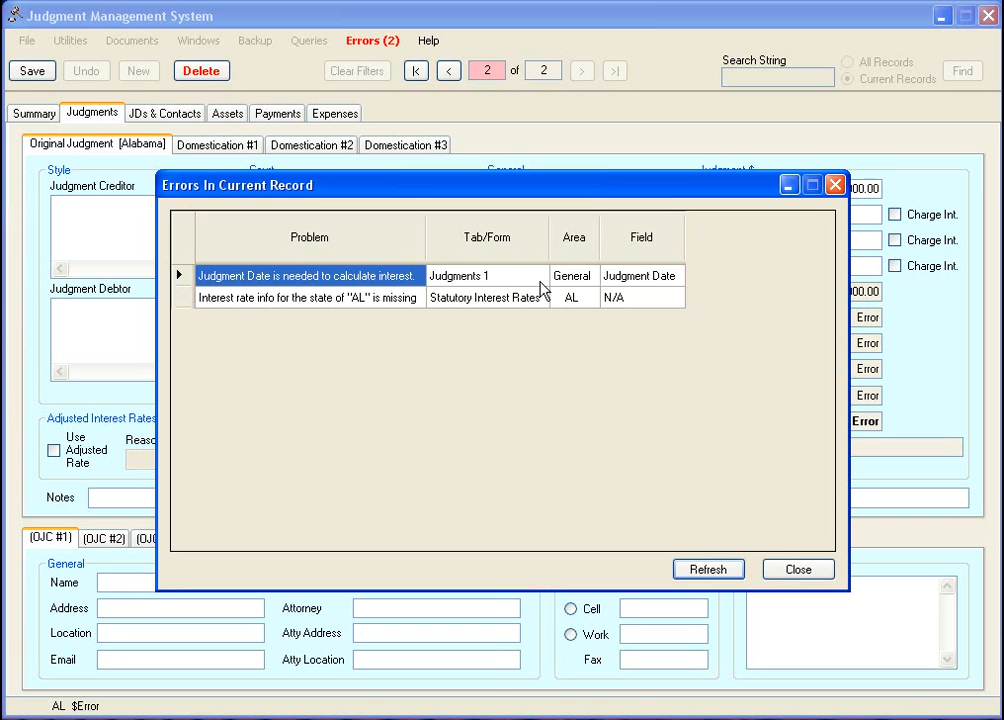 Judgment Management System
File Utilities Documents Windows Backup Queries Errors (2) Help
Save Undo New Delete Clear Filters 2 of 2 Search String All Records Current Records Find
Summary Judgments JDs & Contacts Assets Payments Expenses
Original Judgment [Alabama] Domestication #1 Domestication #2 Domestication #3
Style
Judgment Creditor
Judgment Debtor
Errors In Current Record
Problem Tab/Form Area Field
Judgment Date is needed to calculate interest. Judgments 1 General Judgment Date
Interest rate info for the state of "AL" is missing Statutory Interest Rates AL N/A
Refresh Close
00.00
Charge Int.
Charge Int.
Charge Int.
00.00
Error
Error
Error
Error
Error
Adjusted Interest Rates
Use Adjusted Rate
Notes
(OJC #1) (OJC #2)
General
Name
Address Attorney Cell
Location Atty Address Work
Email Atty Location Fax
AL $Error